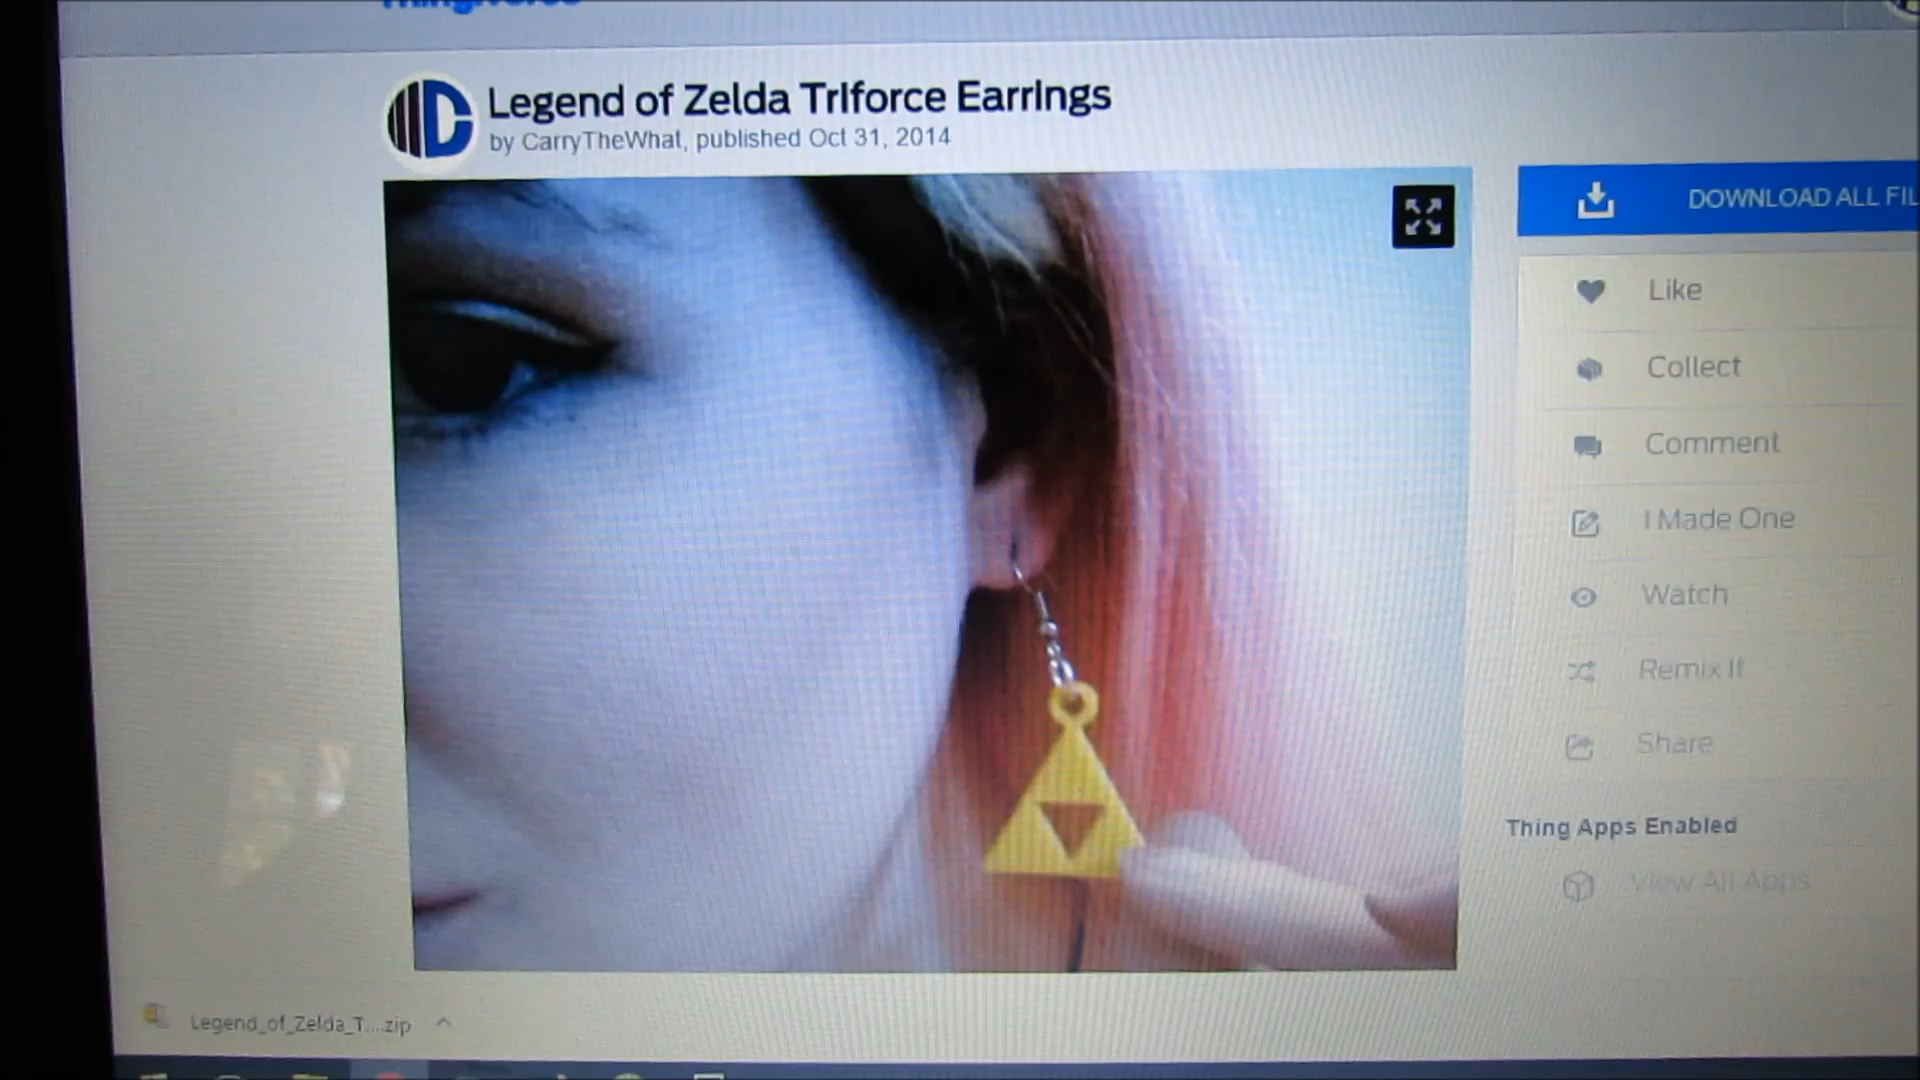 Legend of Zelda Triforce Earrings
by CarryTheWhat, published Oct 31, 2014
DOWNLOAD ALL FIL
Like
Collect
Comment
I Made One
Watch
Remix It
Share
Thing Apps Enabled
View All Apps
Legend_of_Zelda_T....zip